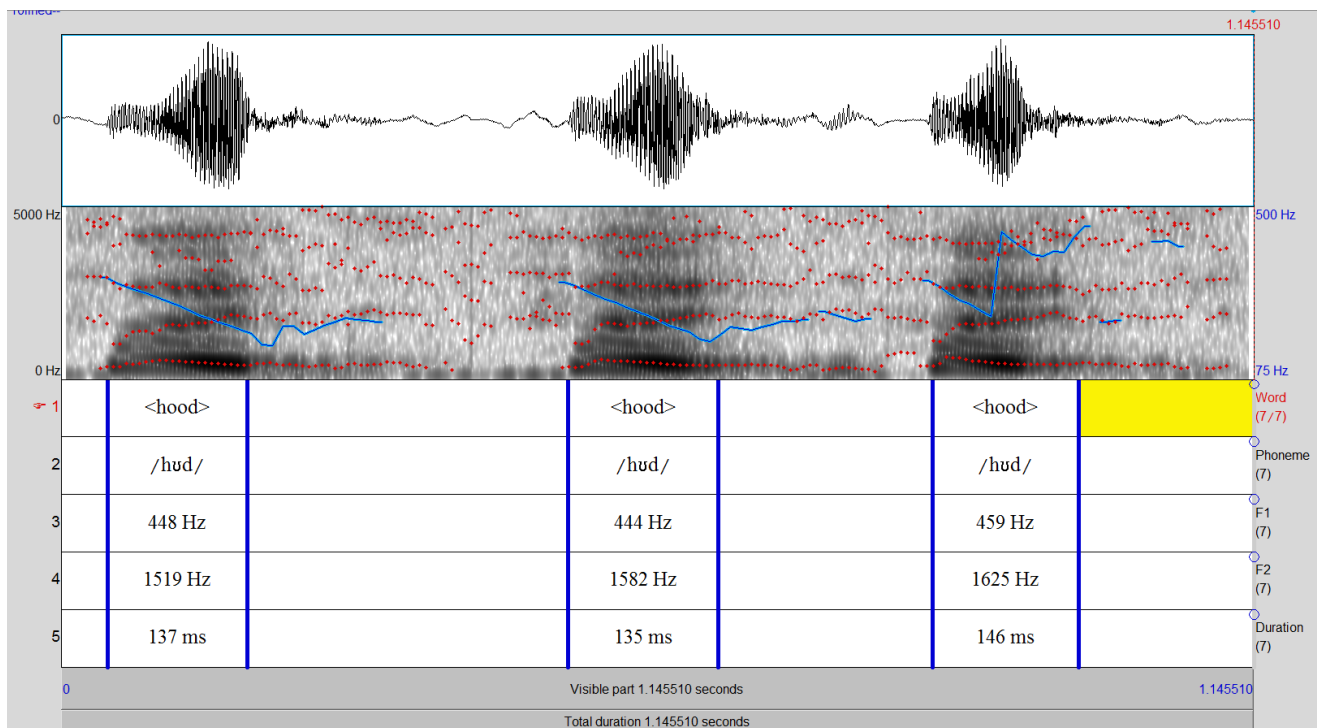 1.145510
0
5000 Hz
500 Hz
0 Hz
75 Hz
☞ 1 <hood> <hood> <hood> Word (7/7)
2 /hʊd/ /hʊd/ /hʊd/ Phoneme (7)
3 448 Hz 444 Hz 459 Hz F1 (7)
4 1519 Hz 1582 Hz 1625 Hz F2 (7)
5 137 ms 135 ms 146 ms Duration (7)
0 Visible part 1.145510 seconds 1.145510
Total duration 1.145510 seconds